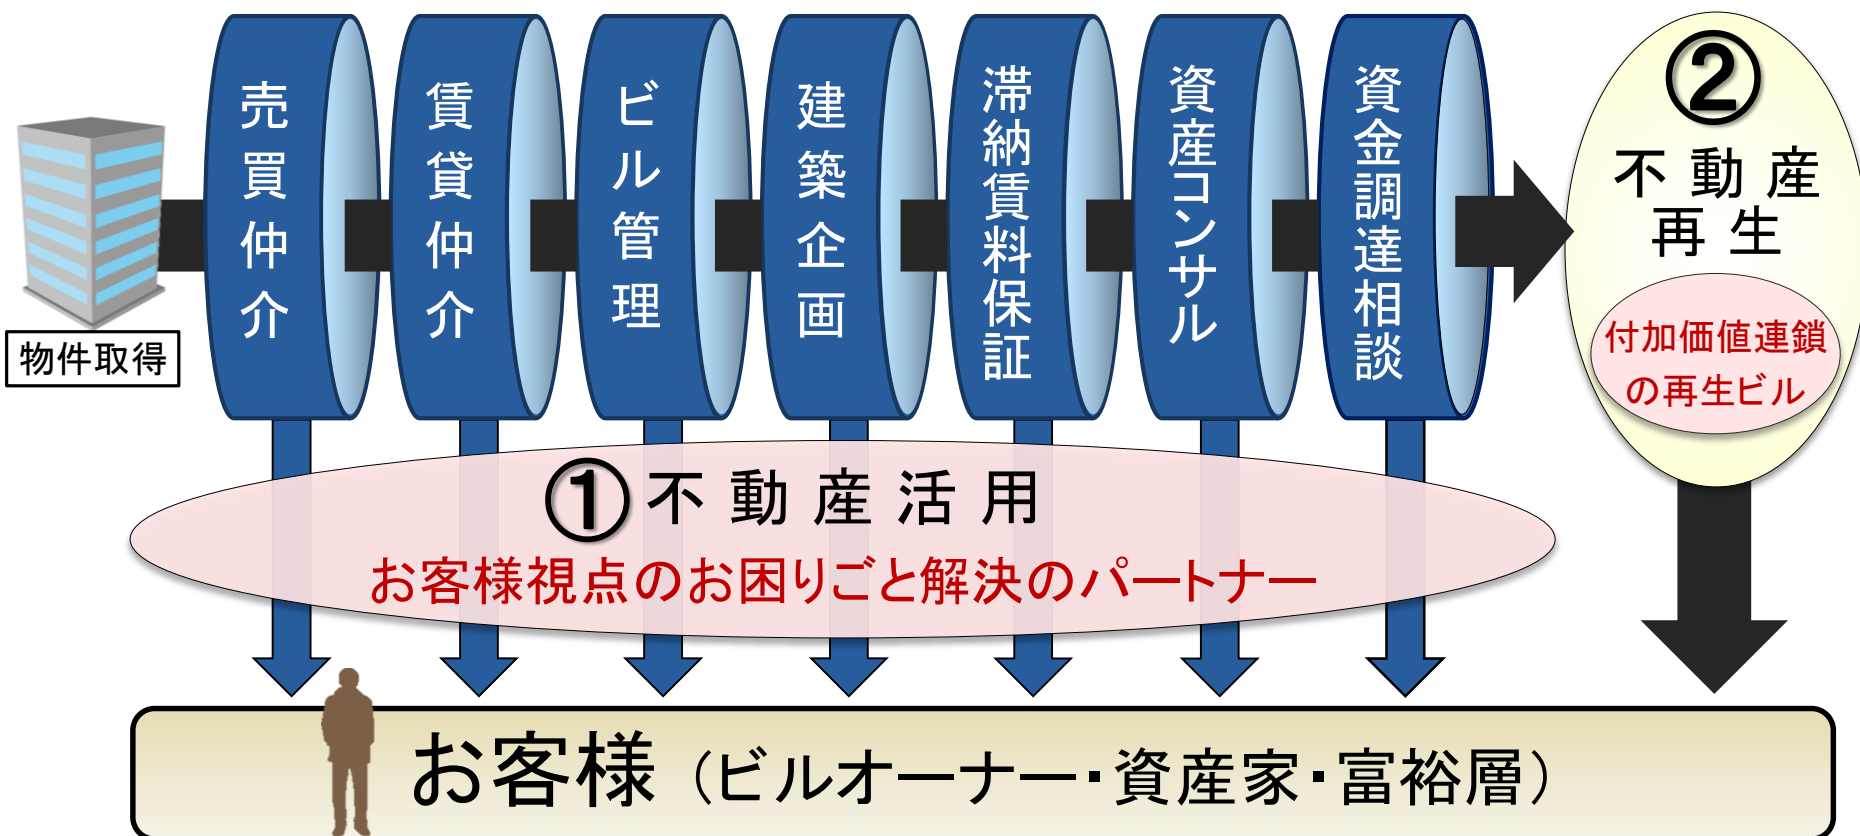 物件取得
売買仲介
賃貸仲介
ビル管理
建築企画
滞納賃料保証
資産コンサル
資金調達相談
②
不動産
再生
付加価値連鎖
の再生ビル
①不動産活用
お客様視点のお困りごと解決のパートナー
お客様（ビルオーナー・資産家・富裕層）